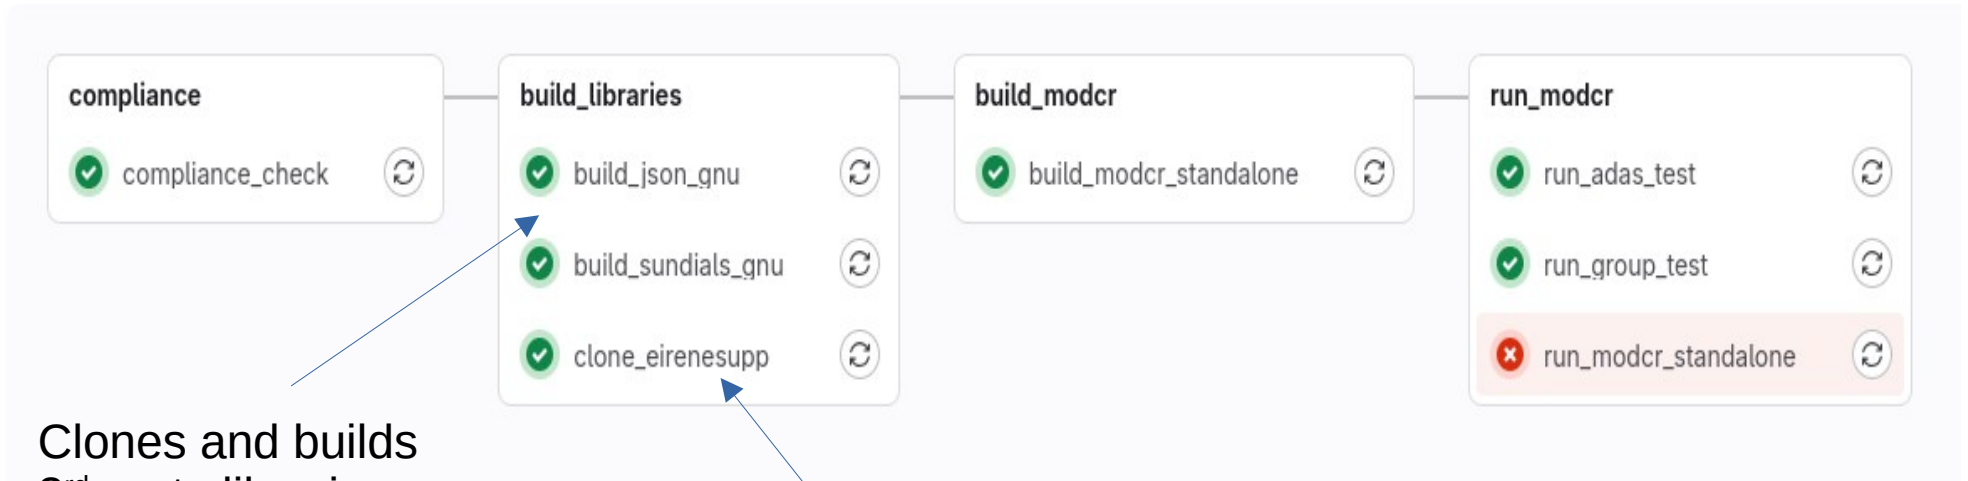 compliance
compliance_check
build_libraries
build_json_gnu
build_sundials_gnu
clone_eirenesupp
build_modcr
build_modcr_standalone
run_modcr
run_adas_test
run_group_test
run_modcr_standalone
Clones and builds